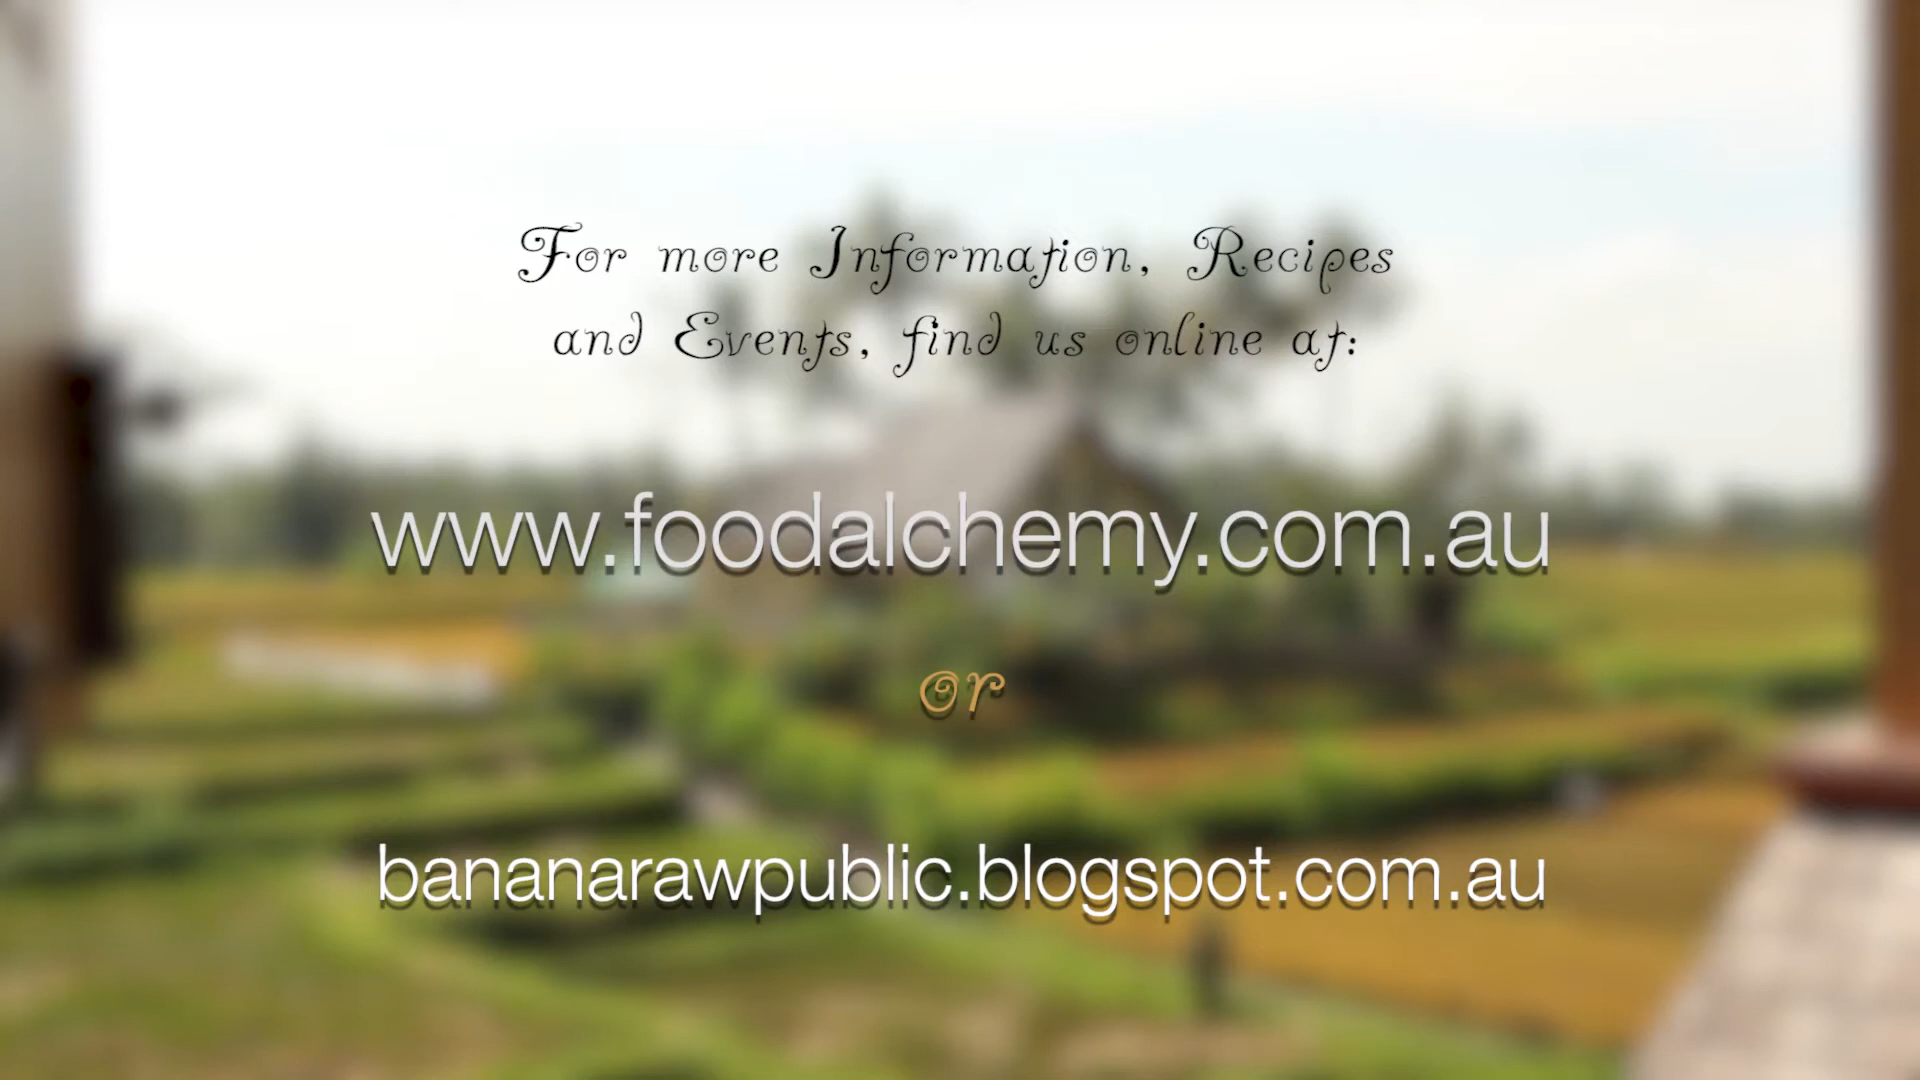 For more Information, Recipes
and Events, find us online at:
www.foodalchemy.com.au
or
bananarawpublic.blogspot.com.au